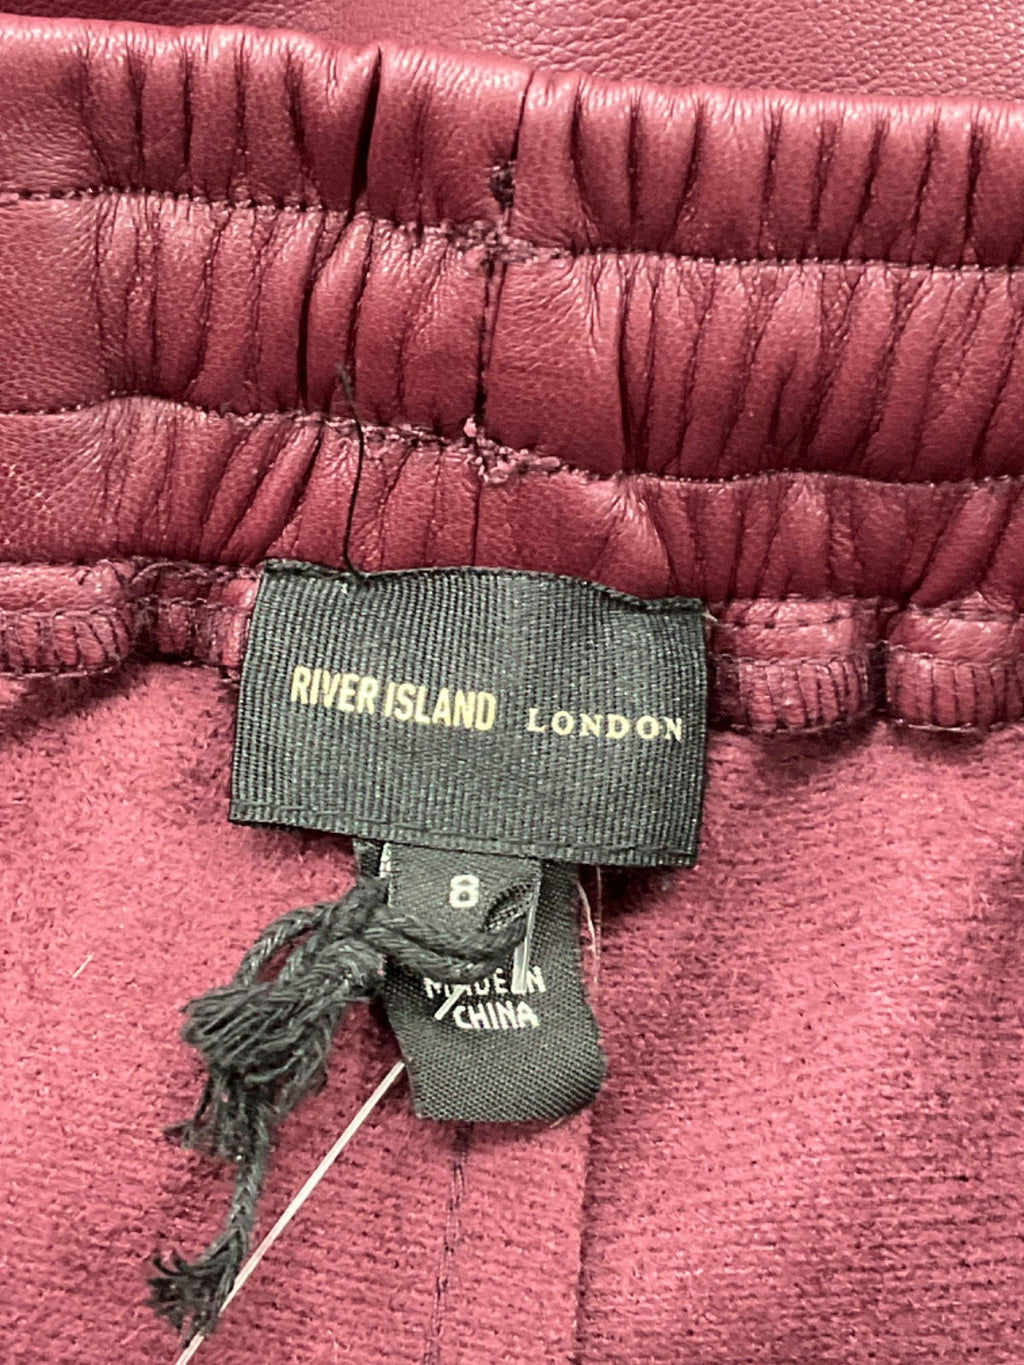 RIVER ISLAND LONDON
8
MADE IN
CHINA